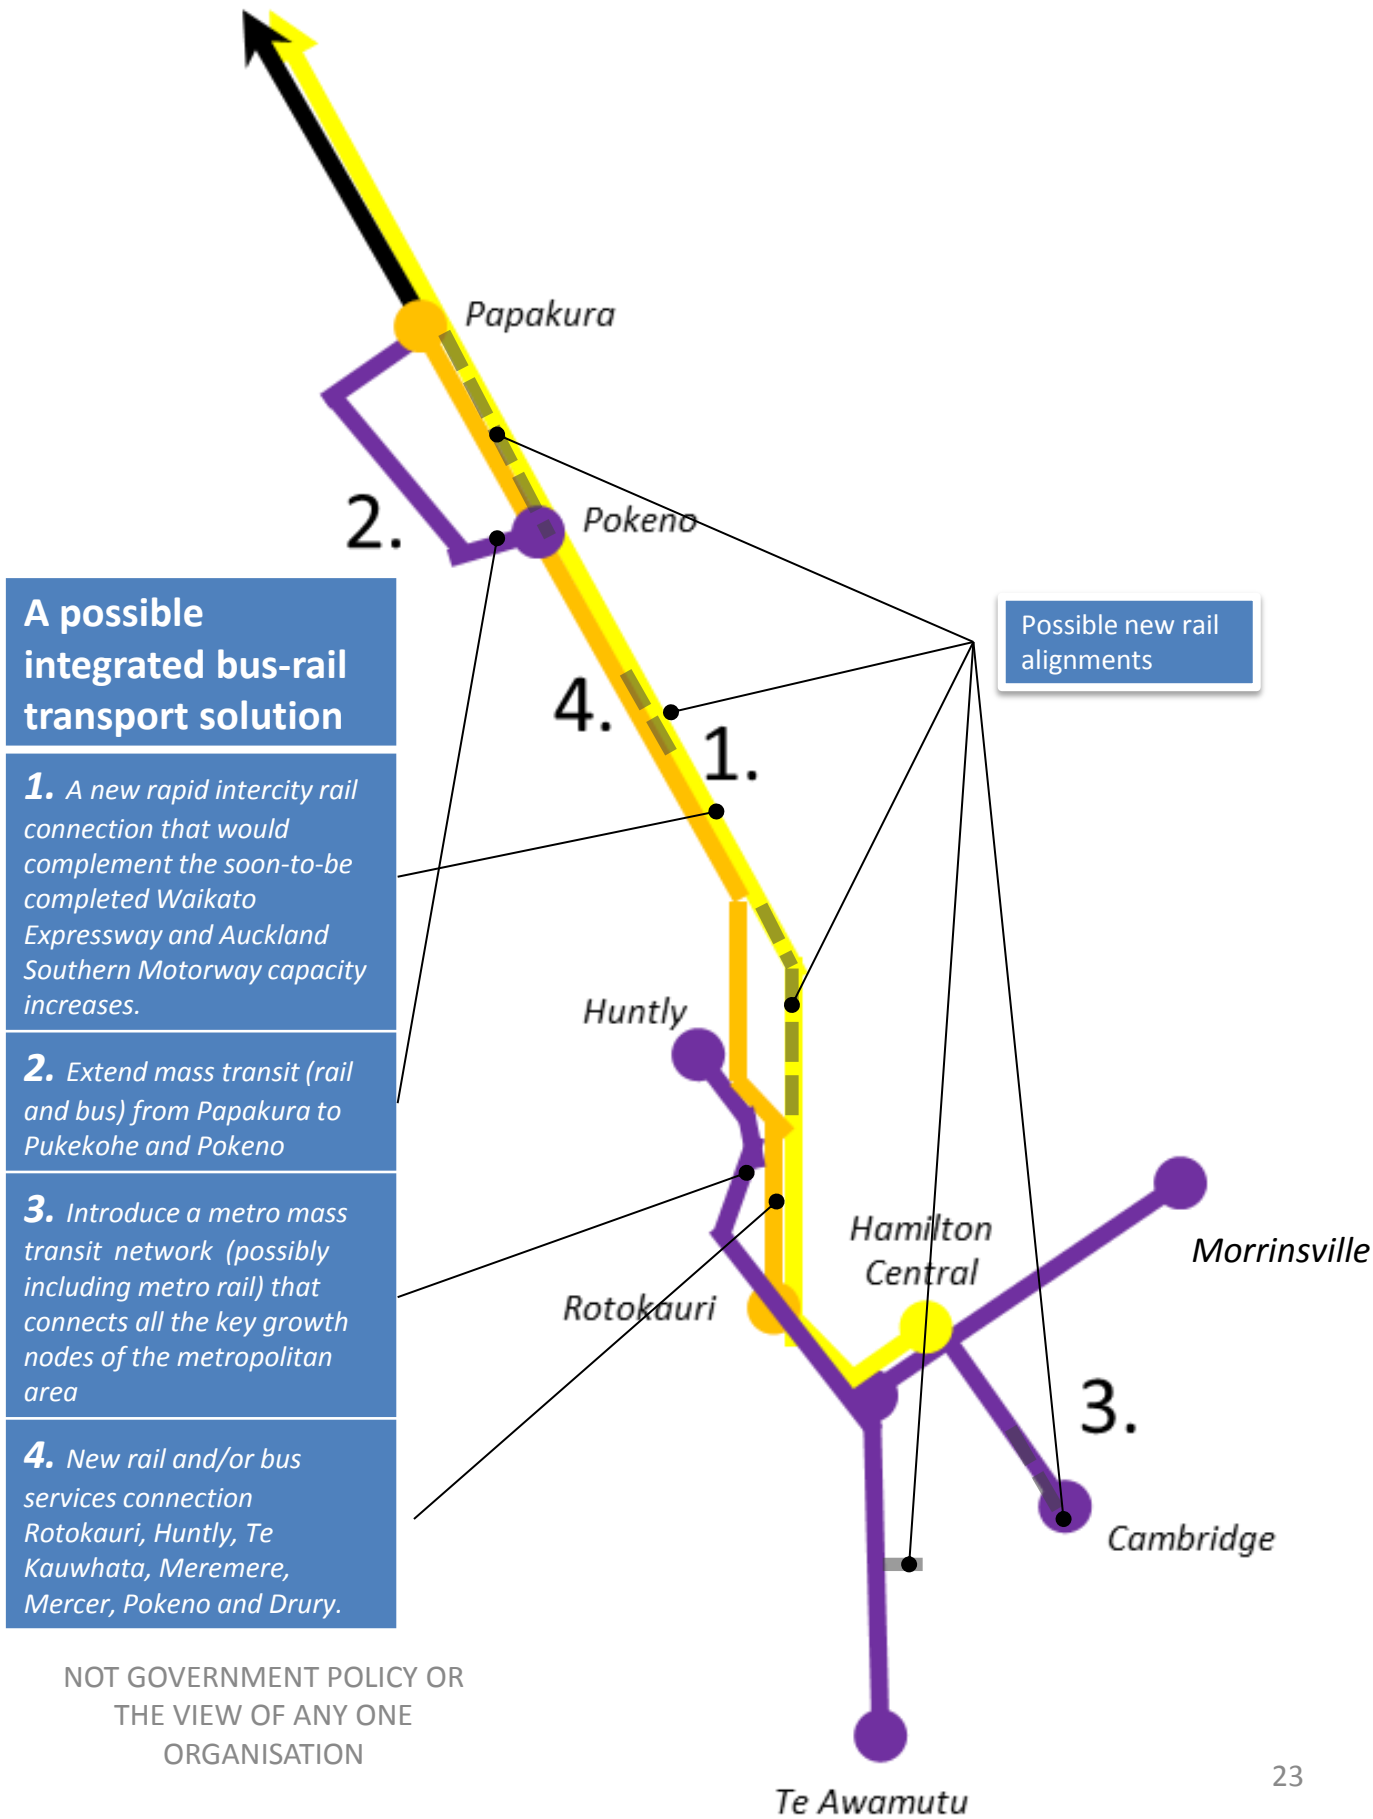 Papakura
2.
Pokeno
A possible
integrated bus-rail
transport solution
Possible new rail
alignments
4.
1.
1. A new rapid intercity rail
connection that would
complement the soon-to-be
completed Waikato
Expressway and Auckland
Southern Motorway capacity
increases.
2. Extend mass transit (rail
and bus) from Papakura to
Pukekohe and Pokeno
3. Introduce a metro mass
transit network (possibly
including metro rail) that
connects all the key growth
nodes of the metropolitan
area
4. New rail and/or bus
services connection
Rotokauri, Huntly, Te
Kauwhata, Meremere,
Mercer, Pokeno and Drury.
Huntly
Hamilton
Central
Morrinsville
Rotokauri
3.
Cambridge
Te Awamutu
NOT GOVERNMENT POLICY OR
THE VIEW OF ANY ONE
ORGANISATION
23